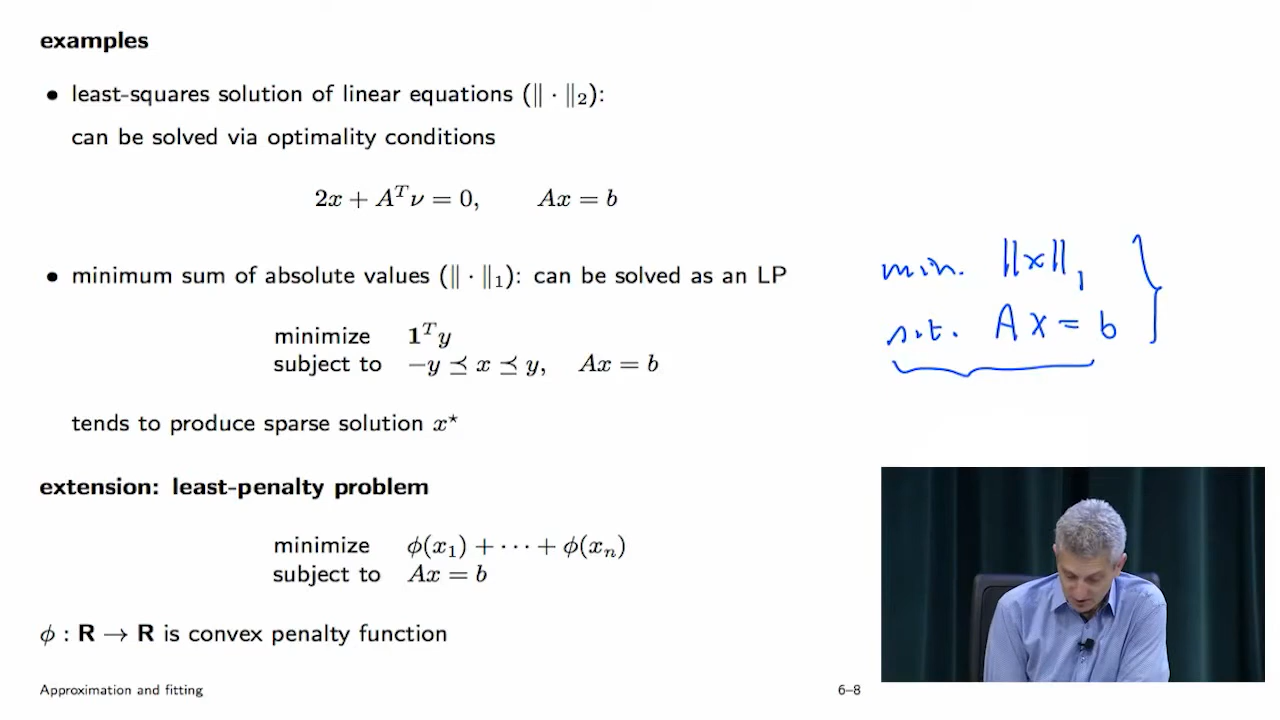 examples
• least-squares solution of linear equations (‖ · ‖₂):
can be solved via optimality conditions
2x + Aᵀν = 0, Ax = b
• minimum sum of absolute values (‖ · ‖₁): can be solved as an LP
minimize 𝟏ᵀy
subject to −y ⪯ x ⪯ y, Ax = b
tends to produce sparse solution x⋆
extension: least-penalty problem
minimize ϕ(x₁) + · · · + ϕ(xₙ)
subject to Ax = b
ϕ : R → R is convex penalty function
Approximation and fitting 6–8
min. ‖x‖₁
s.t. Ax = b